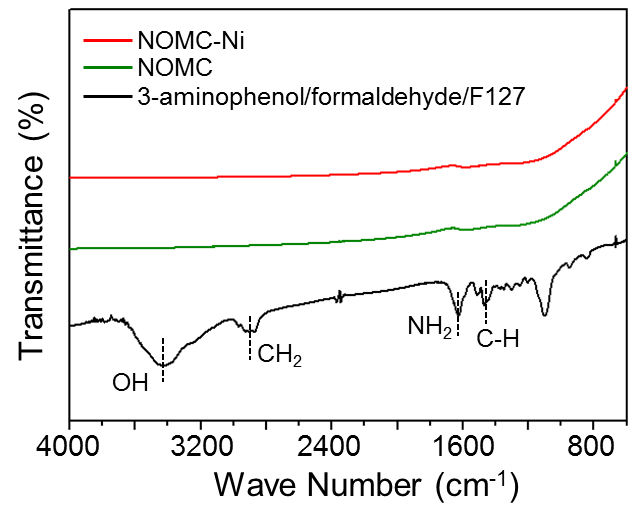 NOMC-Ni
NOMC
3-aminophenol/formaldehyde/F127
Transmittance (%)
OH
CH₂
NH₂
C-H
4000 3200 2400 1600 800
Wave Number (cm⁻¹)